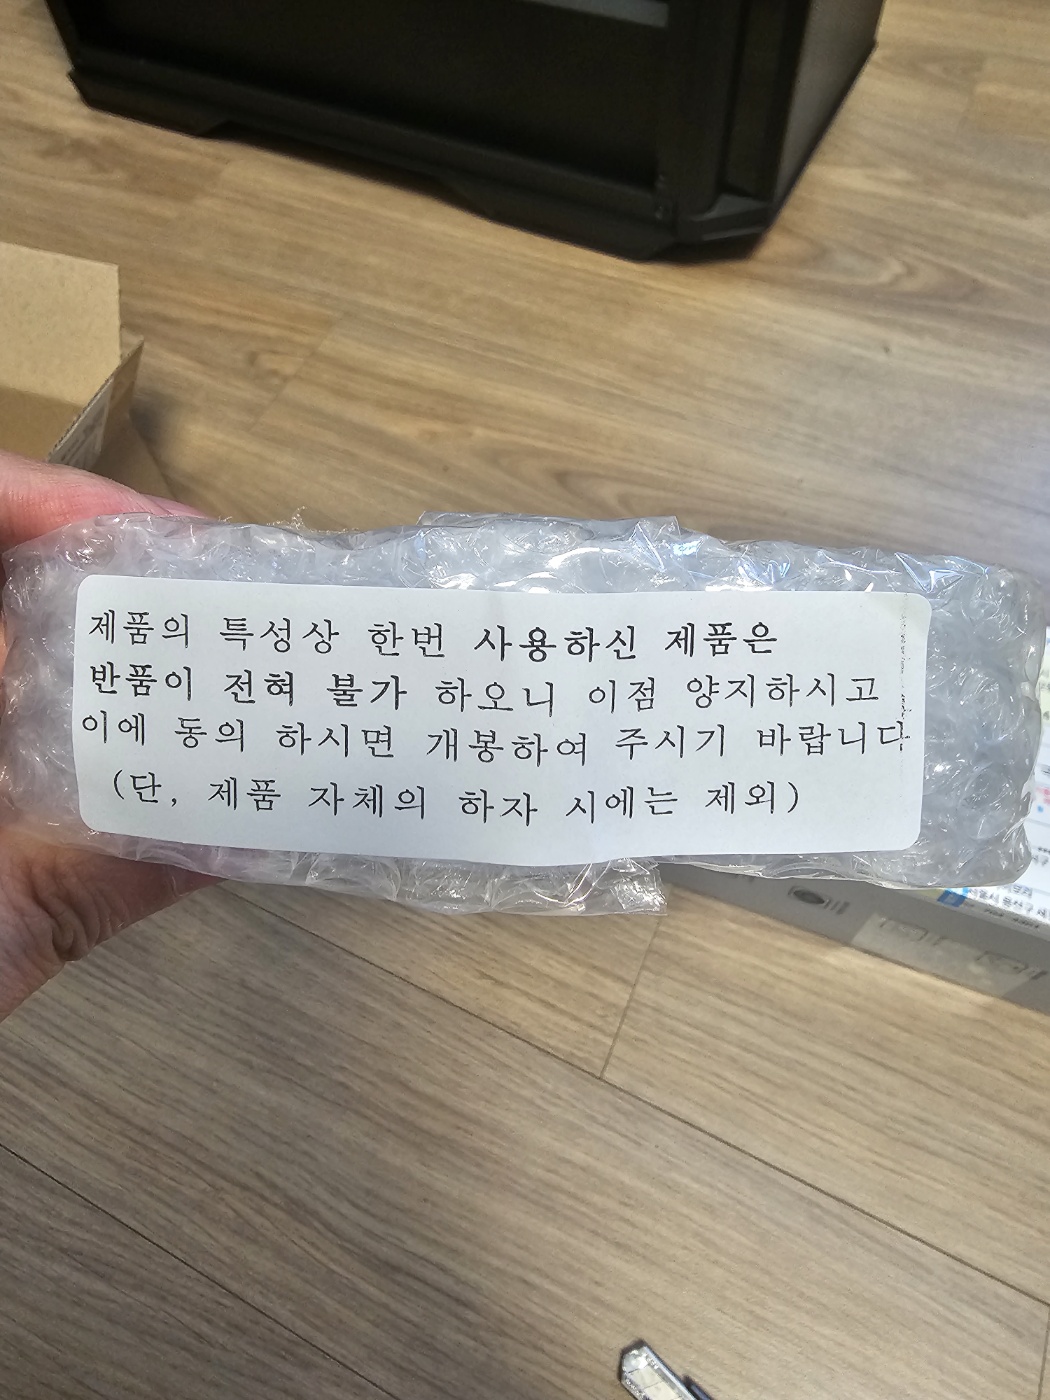 제품의 특성상 한번 사용하신 제품은
반품이 전혀 불가 하오니 이점 양지하시고
이에 동의 하시면 개봉하여 주시기 바랍니다
(단, 제품 자체의 하자 시에는 제외)